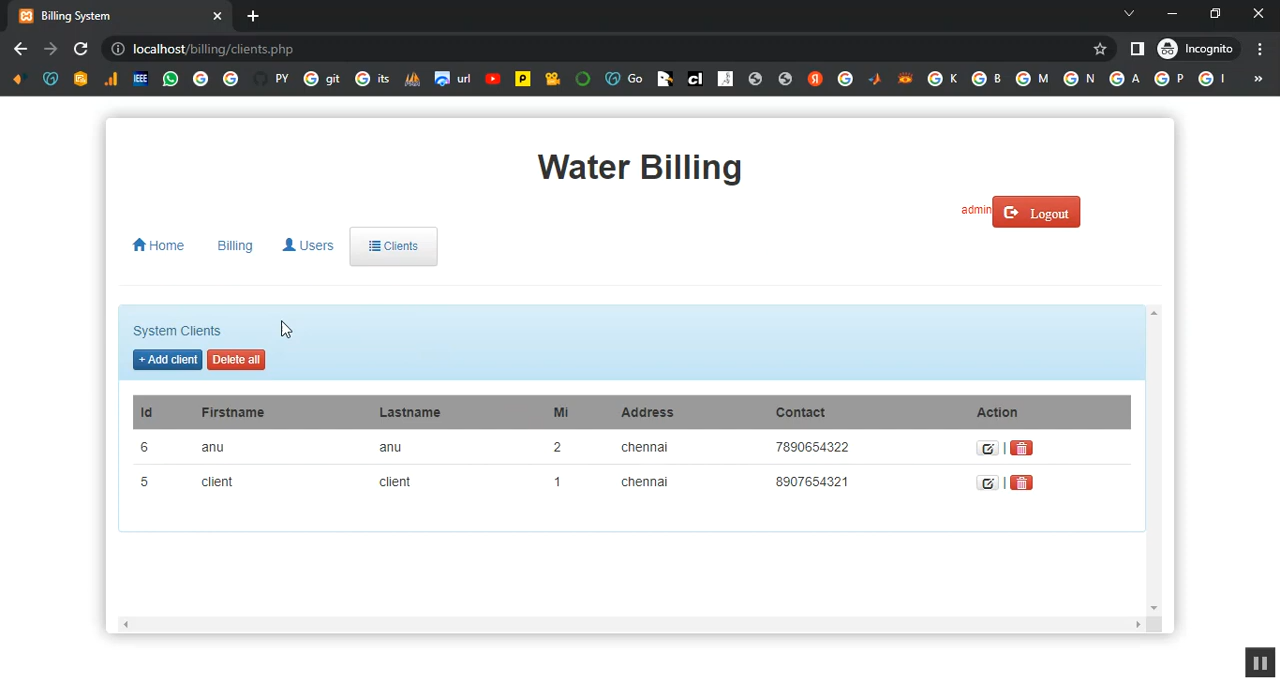 Billing System
localhost/billing/clients.php
Incognito
IEEE PY git its url Go K B M N A P I
Water Billing
admin Logout
Home Billing Users Clients
System Clients
+ Add client Delete all
Id Firstname Lastname Mi Address Contact Action
6 anu anu 2 chennai 7890654322 |
5 client client 1 chennai 8907654321 |